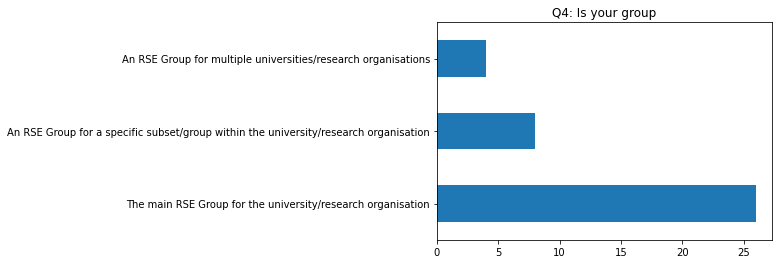 Q4: Is your group
An RSE Group for multiple universities/research organisations
An RSE Group for a specific subset/group within the university/research organisation
The main RSE Group for the university/research organisation
0 5 10 15 20 25